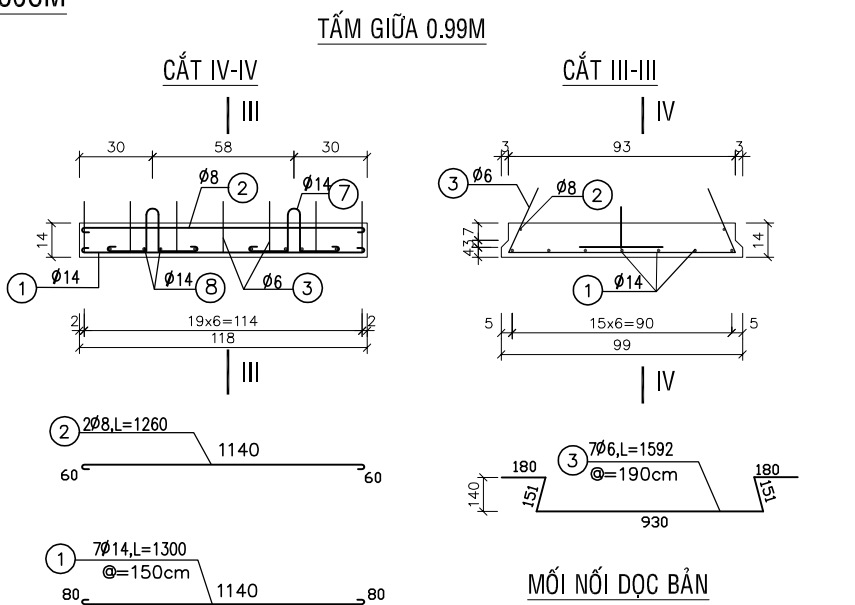 TẤM GIỮA 0.99M
CẮT IV-IV
III
30 58 30
Ø8 2
Ø14 7
14
1 Ø14
Ø14 8
Ø6 3
2 19x6=114 2
118
III
CẮT III-III
IV
3 93 3
3 Ø6
Ø8 2
7
3
4
14
1 Ø14
5 15x6=90 5
99
IV
2 2Ø8,L=1260
1140
60 60
1 7Ø14,L=1300
@=150cm
1140
80 80
3 7Ø6,L=1592
@=190cm
180 180
140 151 151
930
MỐI NỐI DỌC BẢN